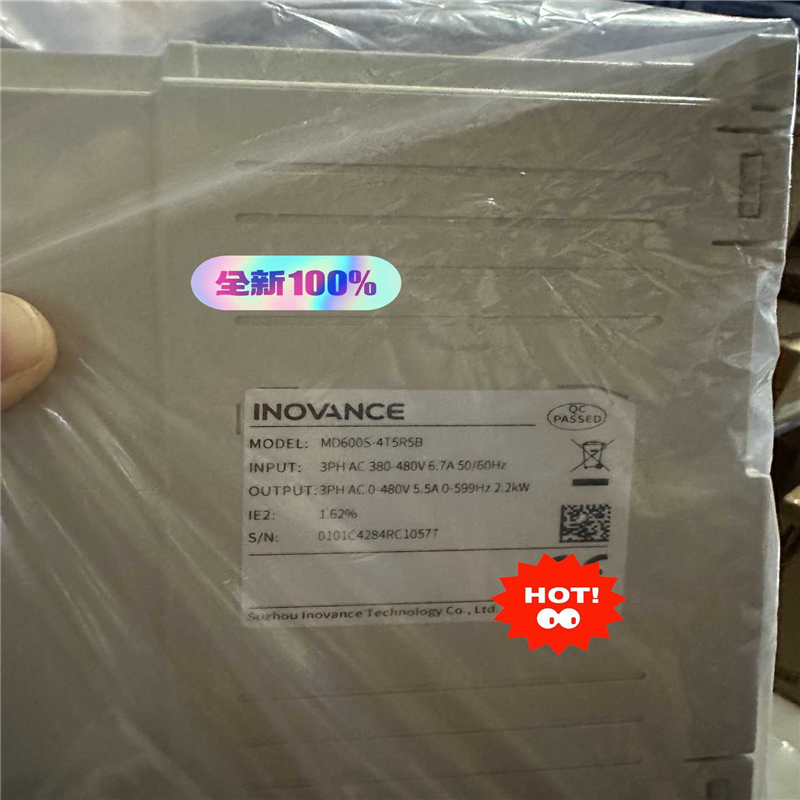 全新100%
INOVANCE
QC
PASSED
MODEL: MD600S-4T5R5B
INPUT: 3PH AC 380-480V 6.7A 50/60Hz
OUTPUT: 3PH AC 0-480V 5.5A 0-599Hz 2.2kW
IE2: 1.62%
S/N: 0101C4284RC10577
HOT!
Suzhou Inovance Technology Co., Ltd